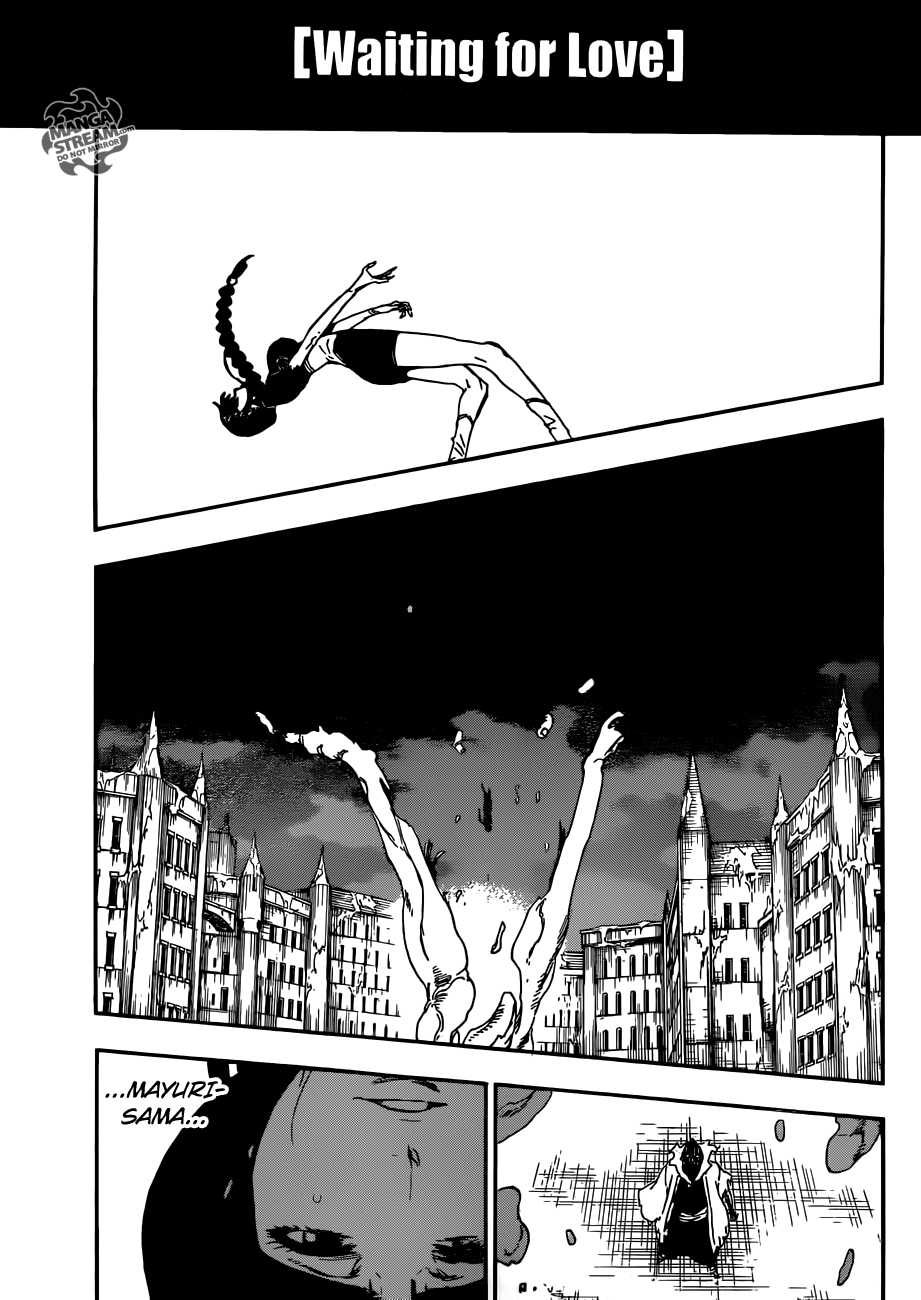 [Waiting for Love]
MANGA
STREAM.com
DO NOT MIRROR
...MAYURI-
SAMA...